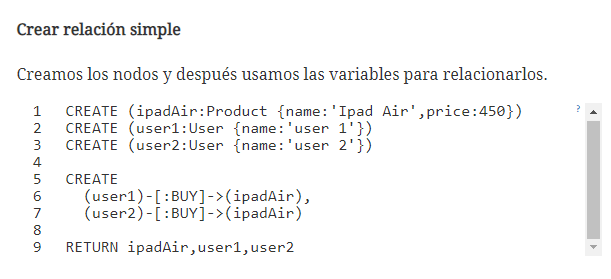 Crear relación simple
Creamos los nodos y después usamos las variables para relacionarlos.
1 CREATE (ipadAir:Product {name:'Ipad Air',price:450})
2 CREATE (user1:User {name:'user 1'})
3 CREATE (user2:User {name:'user 2'})
4
5 CREATE
6 (user1)-[:BUY]->(ipadAir),
7 (user2)-[:BUY]->(ipadAir)
8
9 RETURN ipadAir,user1,user2
?